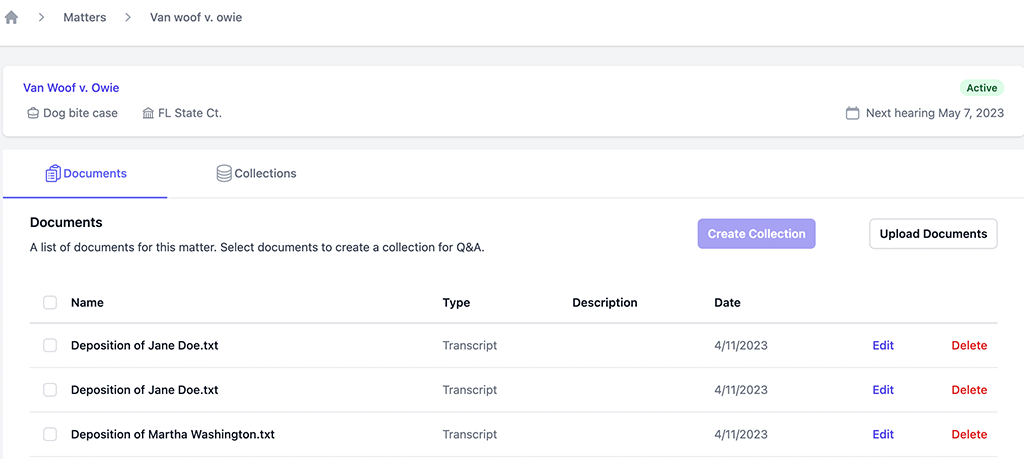 Matters Van woof v. owie
Van Woof v. Owie Active
Dog bite case FL State Ct. Next hearing May 7, 2023
Documents Collections
Documents
A list of documents for this matter. Select documents to create a collection for Q&A.
Create Collection Upload Documents
Name Type Description Date
Deposition of Jane Doe.txt Transcript 4/11/2023 Edit Delete
Deposition of Jane Doe.txt Transcript 4/11/2023 Edit Delete
Deposition of Martha Washington.txt Transcript 4/11/2023 Edit Delete